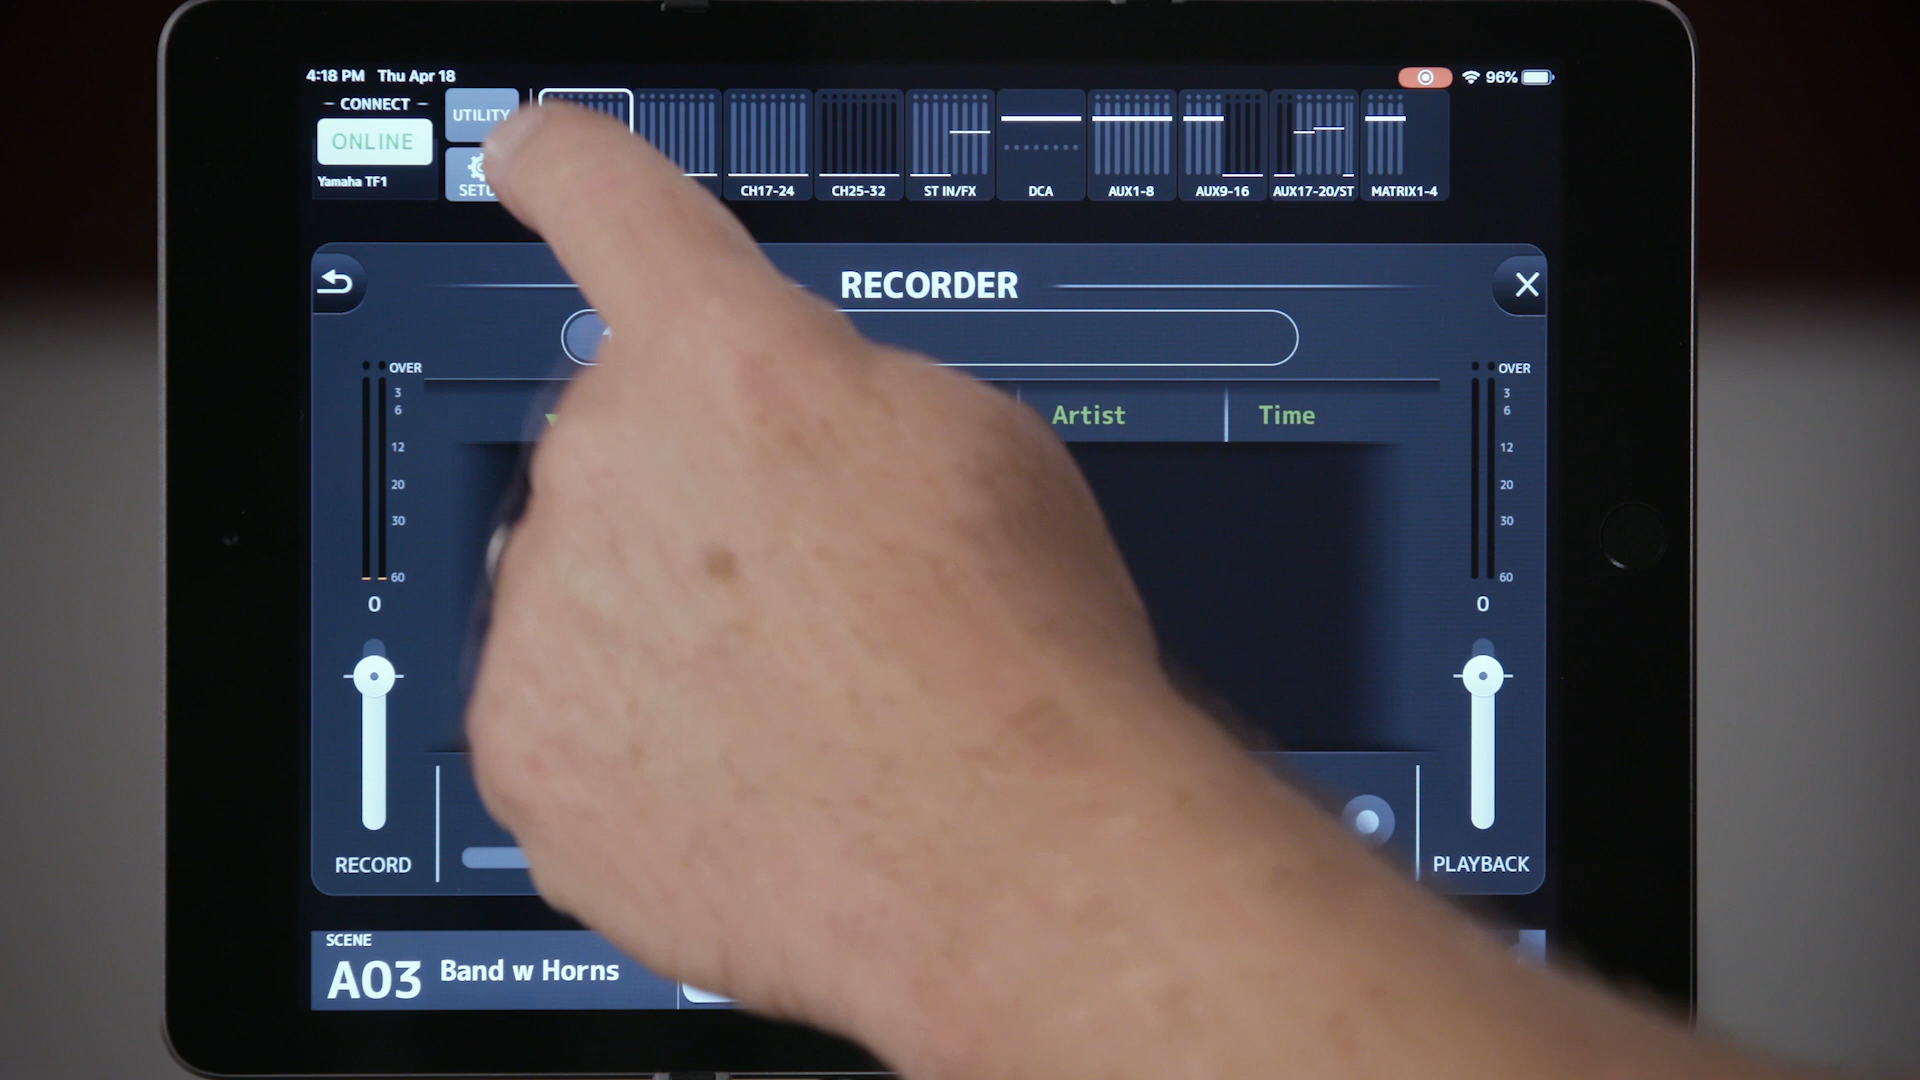 4:18 PM Thu Apr 18
96%
CONNECT
ONLINE
Yamaha TF1
UTILITY
CH17-24
CH25-32
ST IN/FX
DCA
AUX1-8
AUX9-16
AUX17-20/ST
MATRIX1-4
RECORDER
OVER
3
6
12
20
30
60
0
RECORD
Artist
Time
OVER
3
6
12
20
30
60
0
PLAYBACK
SCENE
A03 Band w Horns